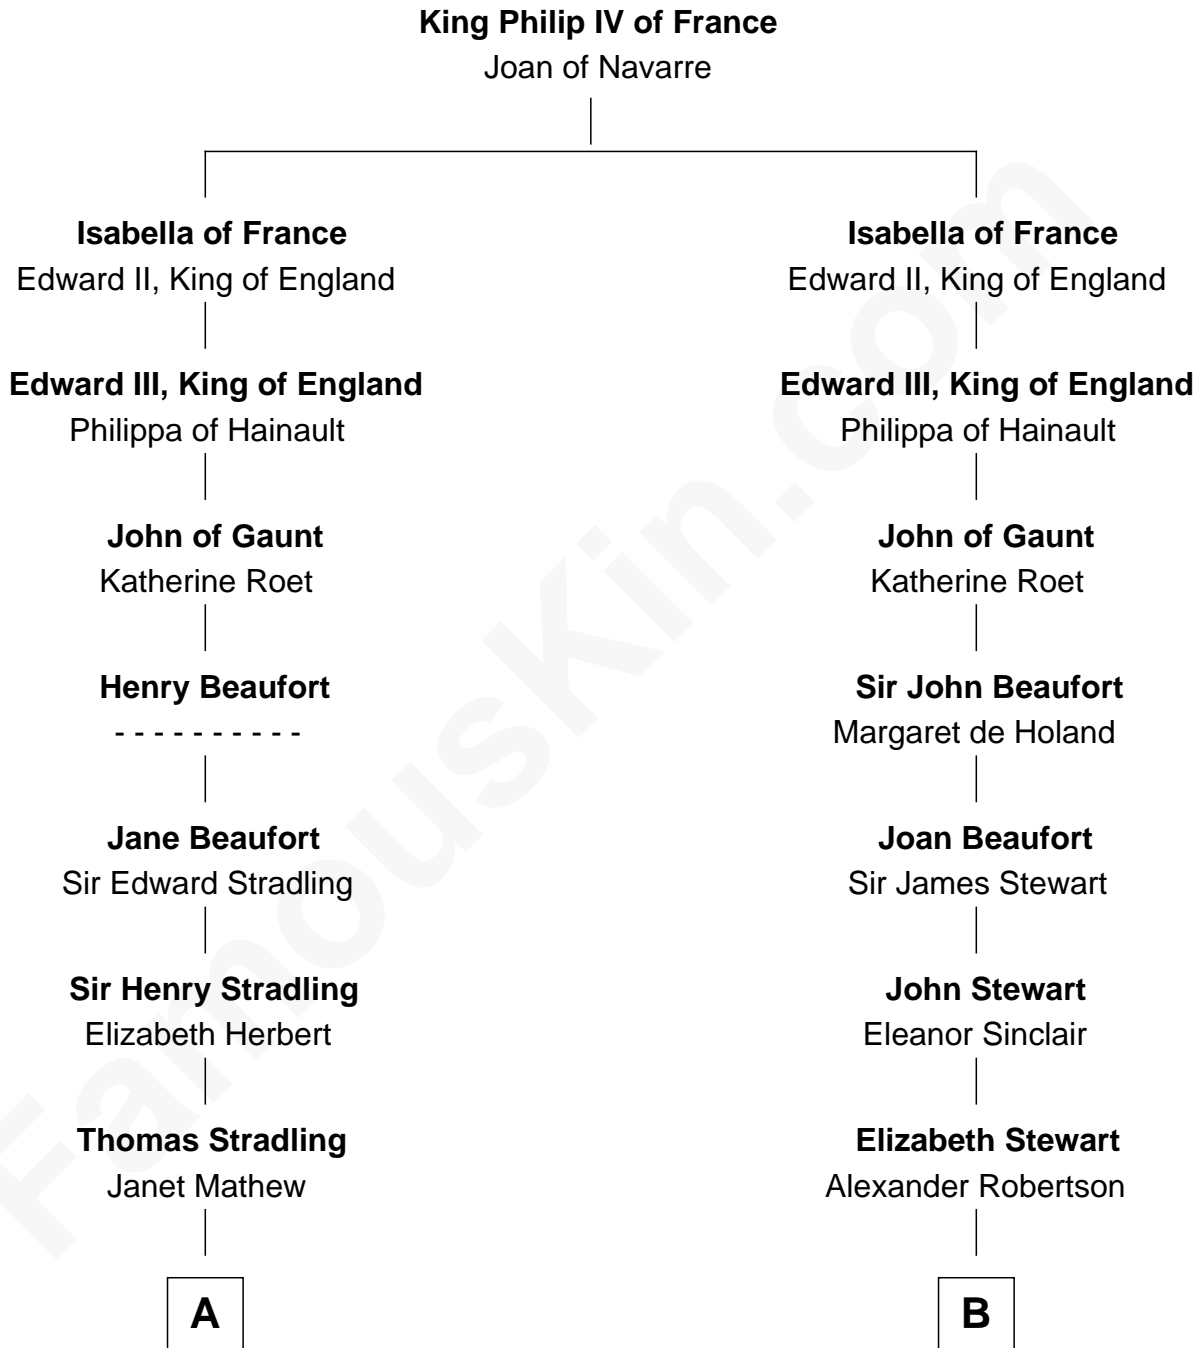 King Philip IV of France
Joan of Navarre
Isabella of France
Edward II, King of England
Edward III, King of England
Philippa of Hainault
John of Gaunt
Katherine Roet
Henry Beaufort
- - - - - - - - - -
Jane Beaufort
Sir Edward Stradling
Sir Henry Stradling
Elizabeth Herbert
Thomas Stradling
Janet Mathew
A
Isabella of France
Edward II, King of England
Edward III, King of England
Philippa of Hainault
John of Gaunt
Katherine Roet
Sir John Beaufort
Margaret de Holand
Joan Beaufort
Sir James Stewart
John Stewart
Eleanor Sinclair
Elizabeth Stewart
Alexander Robertson
B
FamousKin.com